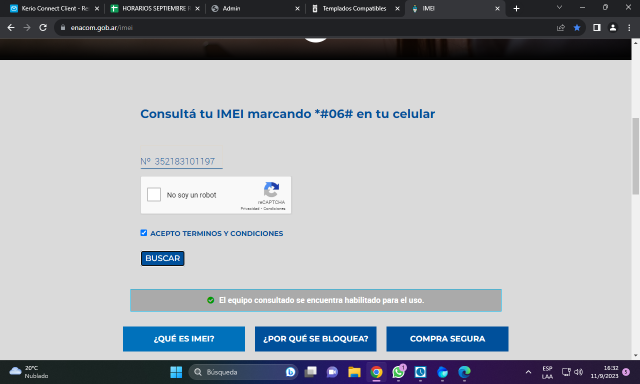 Kerio Connect Client - Re
HORARIOS SEPTIEMBRE
Admin
Templados Compatibles
IMEI
enacom.gob.ar/imei
Consultá tu IMEI marcando *#06# en tu celular
Nº 352183101197
No soy un robot
reCAPTCHA
Privacidad - Condiciones
ACEPTO TERMINOS Y CONDICIONES
BUSCAR
El equipo consultado se encuentra habilitado para el uso.
¿QUÉ ES IMEI?
¿POR QUÉ SE BLOQUEA?
COMPRA SEGURA
20°C
Nublado
Búsqueda
ESP
LAA
16:32
11/9/2023